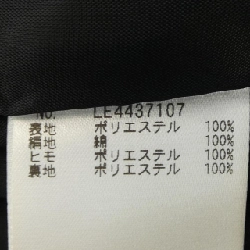 No. LE4437107
表地 ポリエステル 100%
編地 綿 100%
ヒモ ポリエステル 100%
裏地 ポリエステル 100%